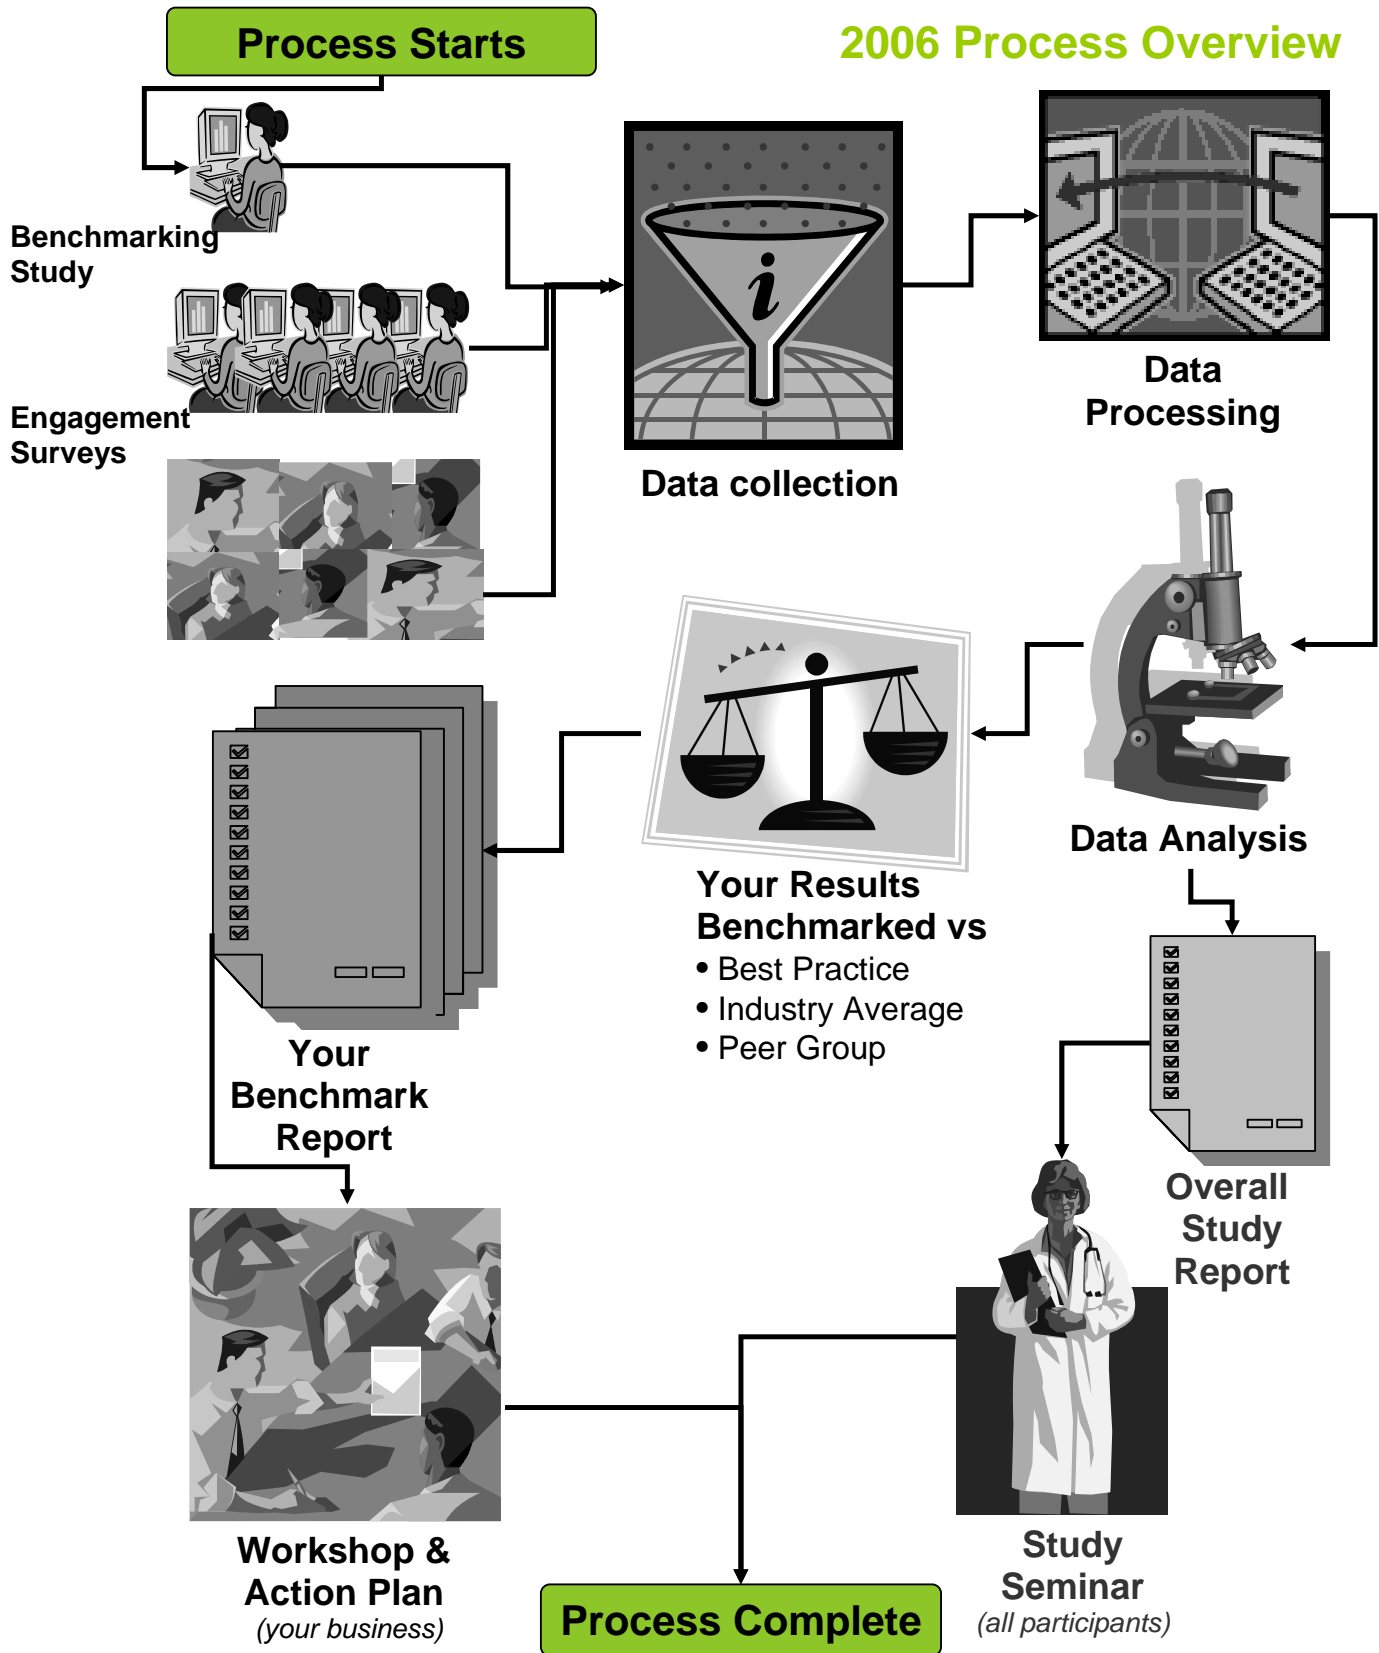 Process Starts
2006 Process Overview
Benchmarking
Study
Engagement
Surveys
i
Data collection
Data
Processing
Data Analysis
Your Results
Benchmarked vs
• Best Practice
• Industry Average
• Peer Group
Your
Benchmark
Report
Overall
Study
Report
Workshop &
Action Plan
(your business)
Study
Seminar
(all participants)
Process Complete